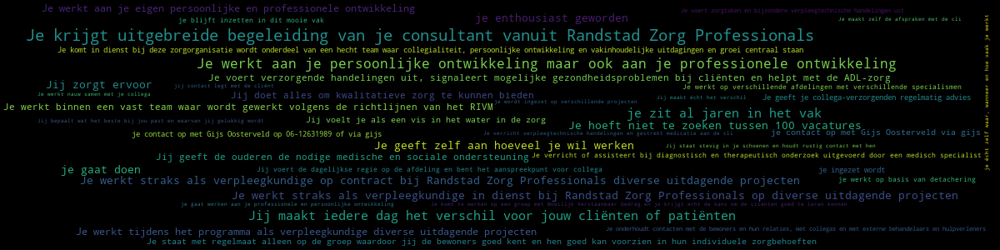 Je werkt aan je eigen persoonlijke en professionele ontwikkeling
je voert zorgtaken en bijzondere verpleegtechnische handelingen uit
je blijft inzetten in dit mooie vak
je enthousiast geworden
Je maakt zelf de afspraken met de cli
Je krijgt uitgebreide begeleiding van je consultant vanuit Randstad Zorg Professionals
Je komt in dienst bij deze zorgorganisatie wordt onderdeel van een hecht team waar collegialiteit, persoonlijke ontwikkeling en vakinhoudelijke uitdagingen en groei centraal staan
Je werkt aan je persoonlijke ontwikkeling maar ook aan je professionele ontwikkeling
Je voert verzorgende handelingen uit, signaleert mogelijke gezondheidsproblemen bij cliënten en helpt met de ADL-zorg
Jij zorgt ervoor
Jij contact legt met de cliënt
Je werkt op verschillende afdelingen met verschillende specialismen
Je werkt nauw samen met je collega
Jij doet alles om kwalitatieve zorg te kunnen bieden
Jij maakt écht het verschil
Je geeft je collega-verzorgenden regelmatig advies
je wordt ingezet op verschillende projecten
Je werkt binnen een vast team waar wordt gewerkt volgens de richtlijnen van het RIVM
je zit al jaren in het vak
Jij bepaalt wat het beste bij jou past en waarvan jij gelukkig wordt
Jij voelt je als een vis in het water in de zorg
Je hoeft niet te zoeken tussen 100 vacatures
je contact op met Gijs Oosterveld op 06-12631989 of via gijs
Je verricht verpleegtechnische handelingen en gestrekt medicatie aan de cli
je contact op met Gijs Oosterveld via gijs
Je geeft zelf aan hoeveel je wil werken
Jij staat stevig in je schoenen en houdt rustig contact met hen
Jij geeft de ouderen de nodige medische en sociale ondersteuning
Je verricht of assisteert bij diagnostisch en therapeutisch onderzoek uitgevoerd door een medisch specialist
je gaat doen
Jij voert de dagelijkse regie op de afdeling en bent het aanspreekpunt voor collega
je ingezet wordt
Je werkt straks als verpleegkundige op contract bij Randstad Zorg Professionals diverse uitdagende projecten
je werkt op basis van detachering
Je werkt straks als verpleegkundige in dienst bij Randstad Zorg Professionals op diverse uitdagende projecten
je gaat werken aan je professionele en persoonlijke ontwikkeling
Je komt te werken op een groep met Moeilijk Verstaanbaar Gedrag en je krijgt écht de kans om de cliënten goed te leren kennen
Jij maakt iedere dag het verschil voor jouw cliënten of patiënten
Je werkt tijdens het programma als verpleegkundige diverse uitdagende projecten
Je onderhoudt contacten met de bewoners en hun relaties, met collegas en met externe behandelaars en hulpverleners
Je staat met regelmaat alleen op de groep waardoor jij de bewoners goed kent en hen goed kan voorzien in hun individuele zorgbehoeften
je écht zelf waar, wanneer en hoe vaak je werkt